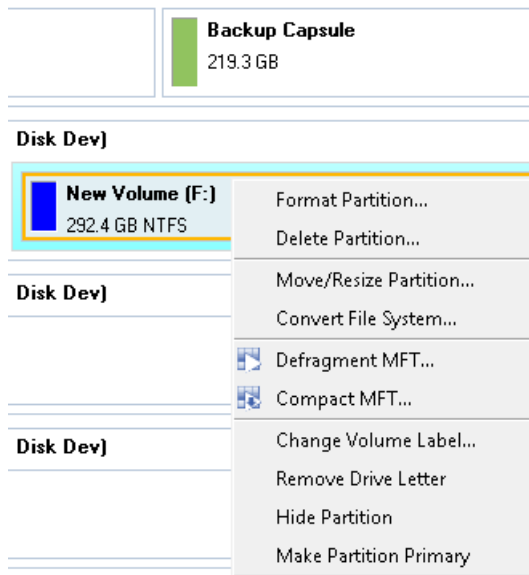 Backup Capsule
219.3 GB
Disk Dev)
New Volume (F:)
292.4 GB NTFS
Format Partition...
Delete Partition...
Move/Resize Partition...
Convert File System...
Defragment MFT...
Compact MFT...
Change Volume Label...
Remove Drive Letter
Hide Partition
Make Partition Primary
Disk Dev)
Disk Dev)